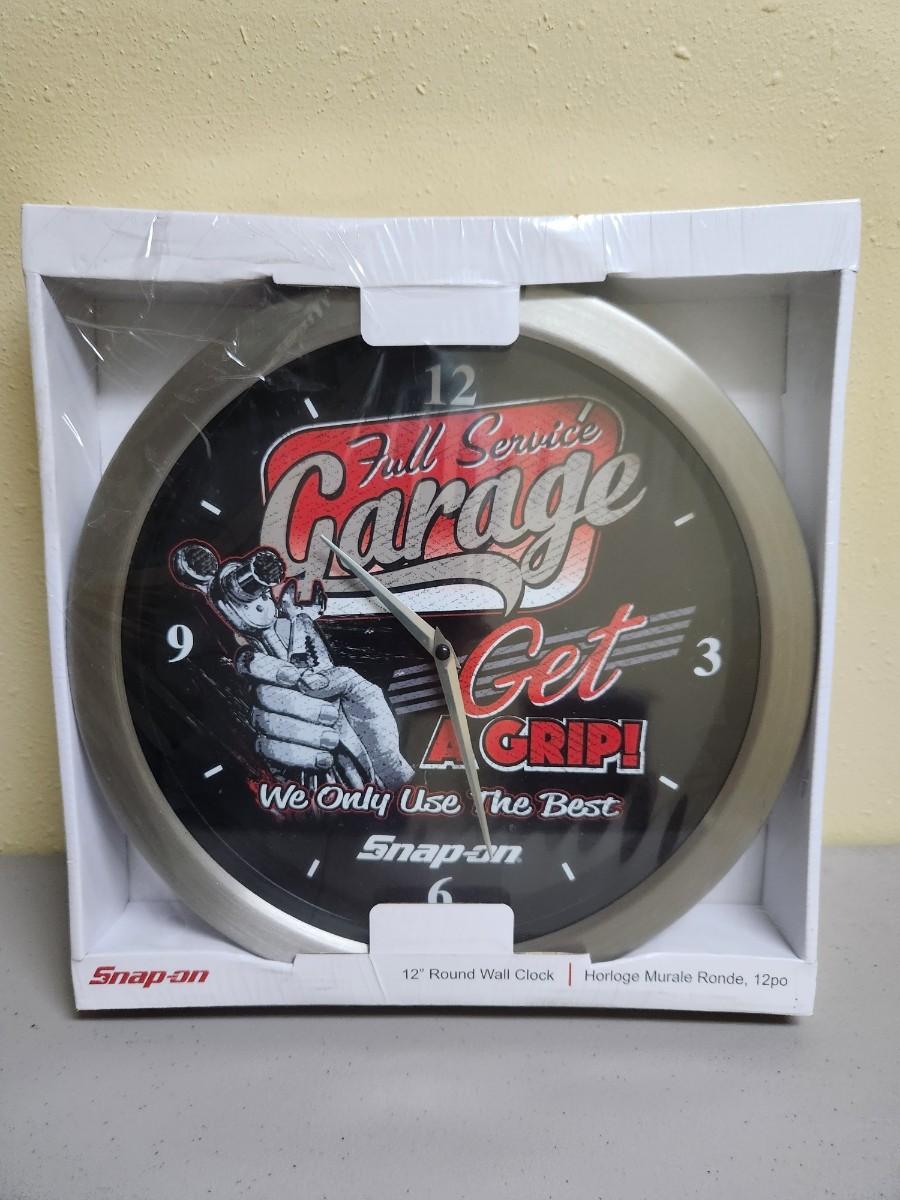 12
Full Service
Garage
9
3
Get
A GRIP!
We Only Use The Best
Snap-on
6
Snap-on
12" Round Wall Clock | Horloge Murale Ronde, 12po